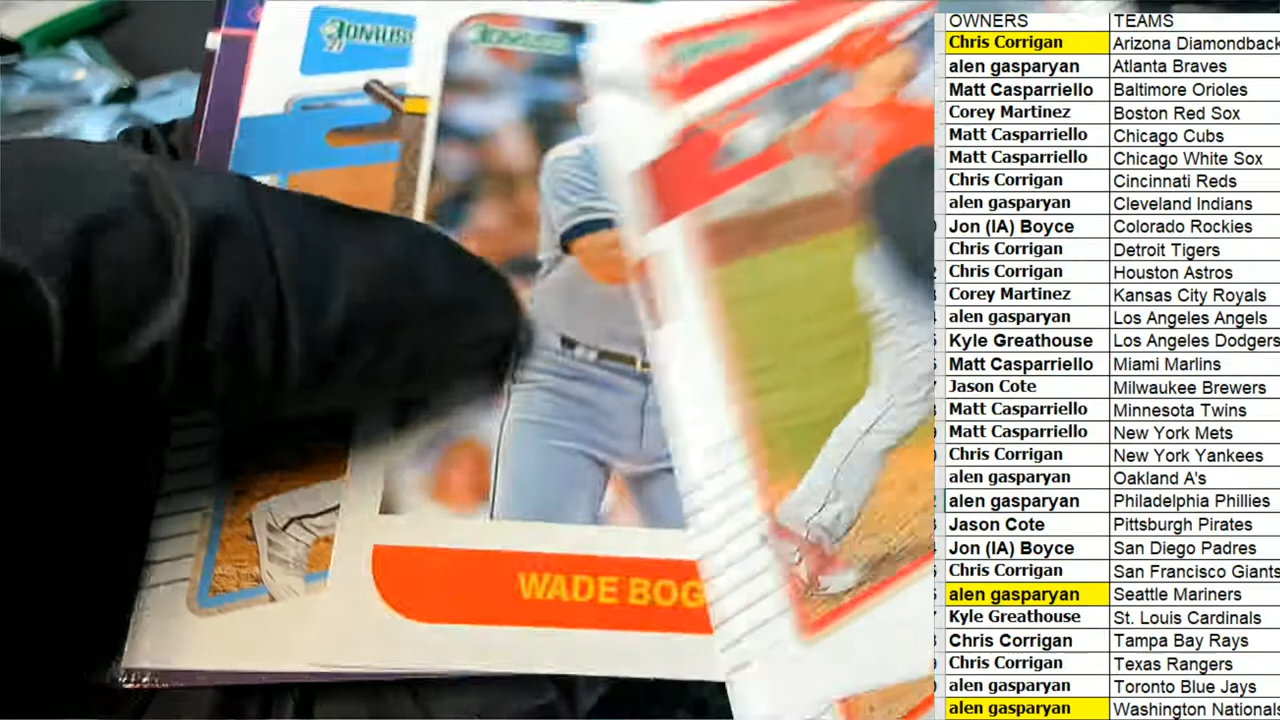 DONRUSS
WADE BOG
OWNERS TEAMS
Chris Corrigan Arizona Diamondback
alen gasparyan Atlanta Braves
Matt Casparriello Baltimore Orioles
Corey Martinez Boston Red Sox
Matt Casparriello Chicago Cubs
Matt Casparriello Chicago White Sox
Chris Corrigan Cincinnati Reds
alen gasparyan Cleveland Indians
Jon (IA) Boyce Colorado Rockies
Chris Corrigan Detroit Tigers
Chris Corrigan Houston Astros
Corey Martinez Kansas City Royals
alen gasparyan Los Angeles Angels
Kyle Greathouse Los Angeles Dodgers
Matt Casparriello Miami Marlins
Jason Cote Milwaukee Brewers
Matt Casparriello Minnesota Twins
Matt Casparriello New York Mets
Chris Corrigan New York Yankees
alen gasparyan Oakland A's
alen gasparyan Philadelphia Phillies
Jason Cote Pittsburgh Pirates
Jon (IA) Boyce San Diego Padres
Chris Corrigan San Francisco Giants
alen gasparyan Seattle Mariners
Kyle Greathouse St. Louis Cardinals
Chris Corrigan Tampa Bay Rays
Chris Corrigan Texas Rangers
alen gasparyan Toronto Blue Jays
alen gasparyan Washington Nationals